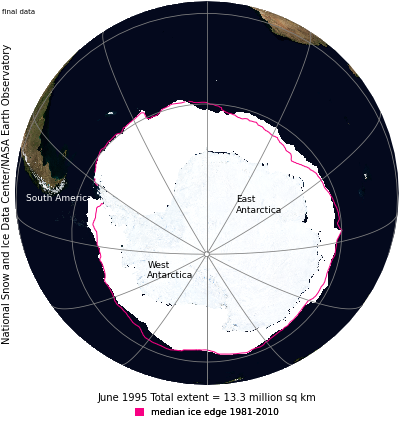 final data
National Snow and Ice Data Center/NASA Earth Observatory
South America
East
Antarctica
West
Antarctica
June 1995 Total extent = 13.3 million sq km
median ice edge 1981-2010